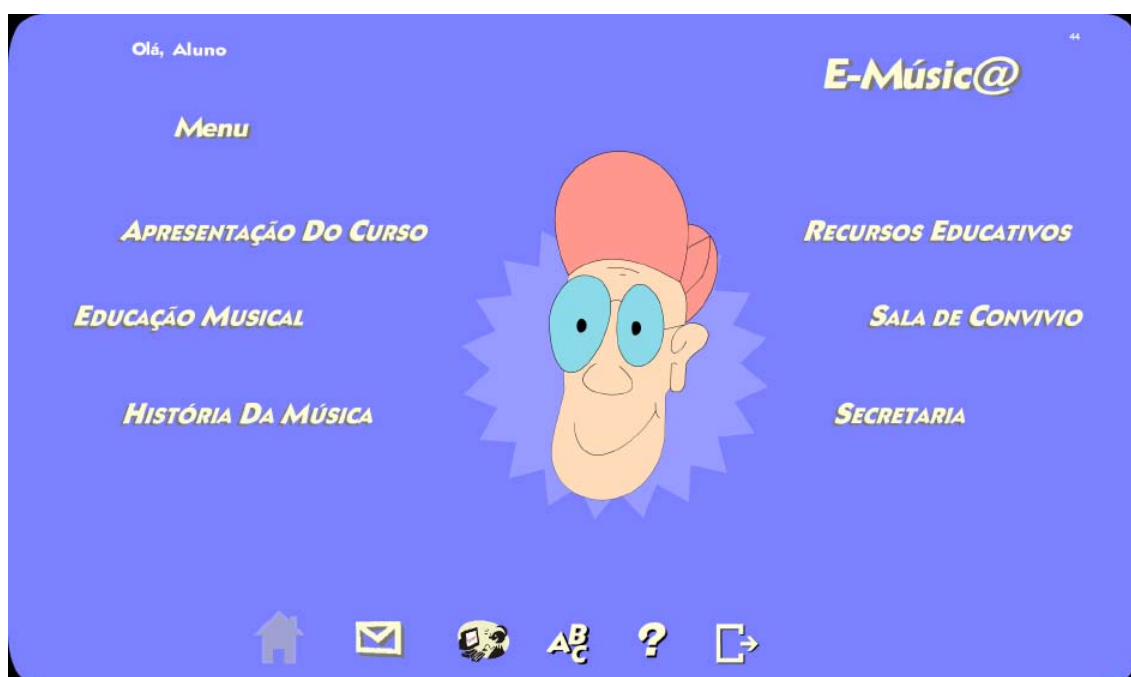 Olá, Aluno
44
E-Músic@
Menu
APRESENTAÇÃO DO CURSO
RECURSOS EDUCATIVOS
EDUCAÇÃO MUSICAL
SALA DE CONVIVIO
HISTÓRIA DA MÚSICA
SECRETARIA
ABC
?